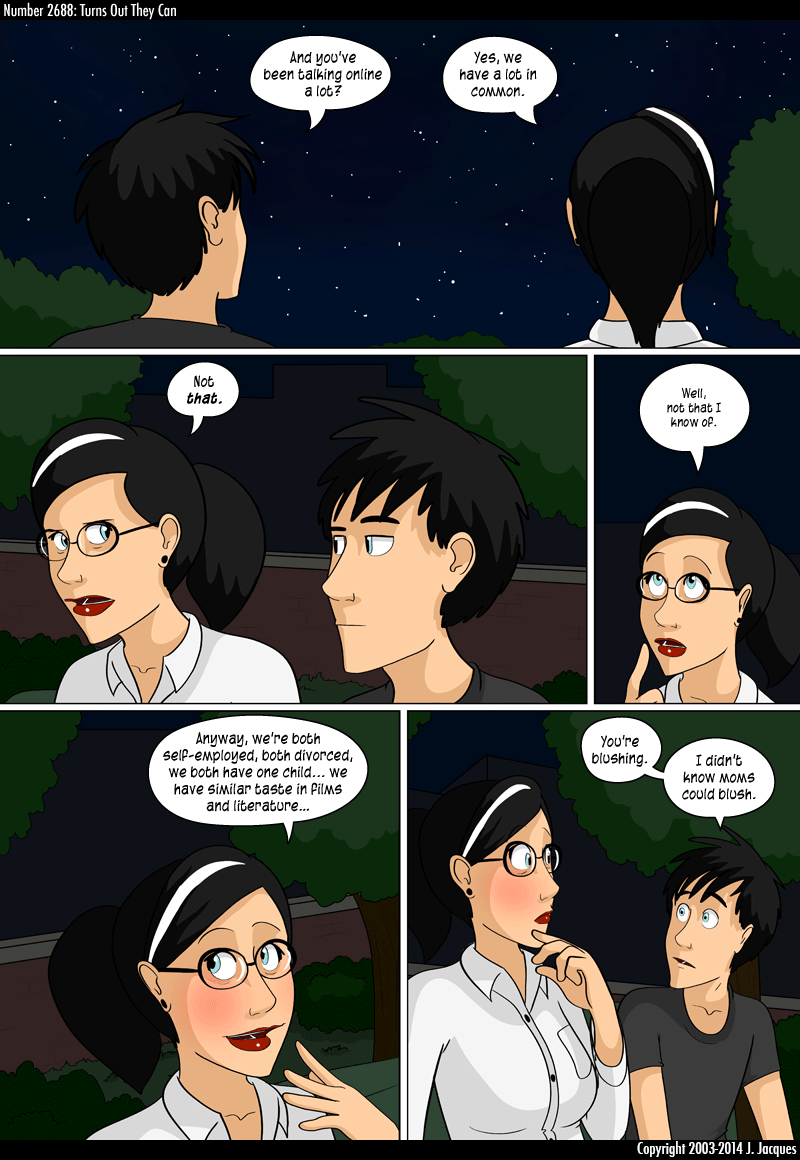 Number 2688: Turns Out They Can
And you've
been talking online
a lot?
Yes, we
have a lot in
common.
Not
that.
Well,
not that I
know of.
Anyway, we're both
self-employed, both divorced,
we both have one child... we
have similar taste in films
and literature...
You're
blushing.
I didn't
know moms
could blush.
Copyright 2003-2014 J. Jacques